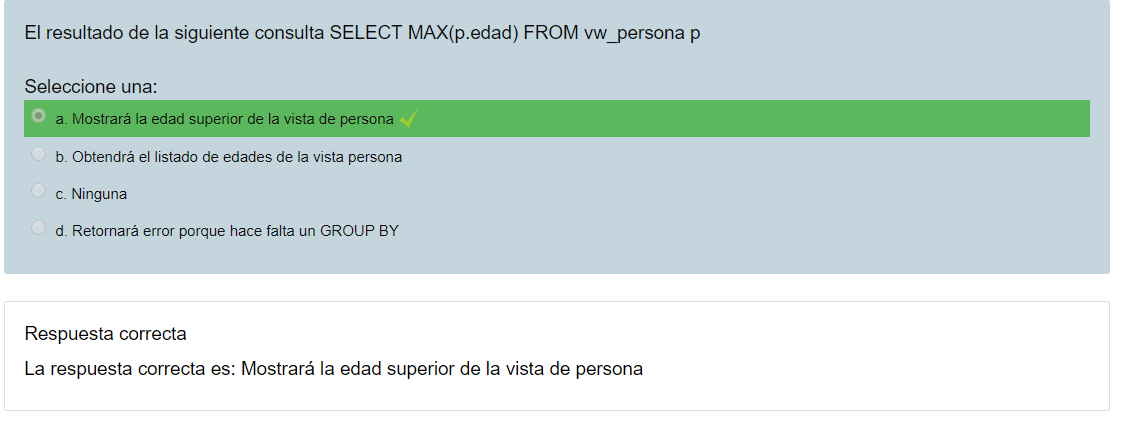 El resultado de la siguiente consulta SELECT MAX(p.edad) FROM vw_persona p
Seleccione una:
a. Mostrará la edad superior de la vista de persona
b. Obtendrá el listado de edades de la vista persona
c. Ninguna
d. Retornará error porque hace falta un GROUP BY
Respuesta correcta
La respuesta correcta es: Mostrará la edad superior de la vista de persona